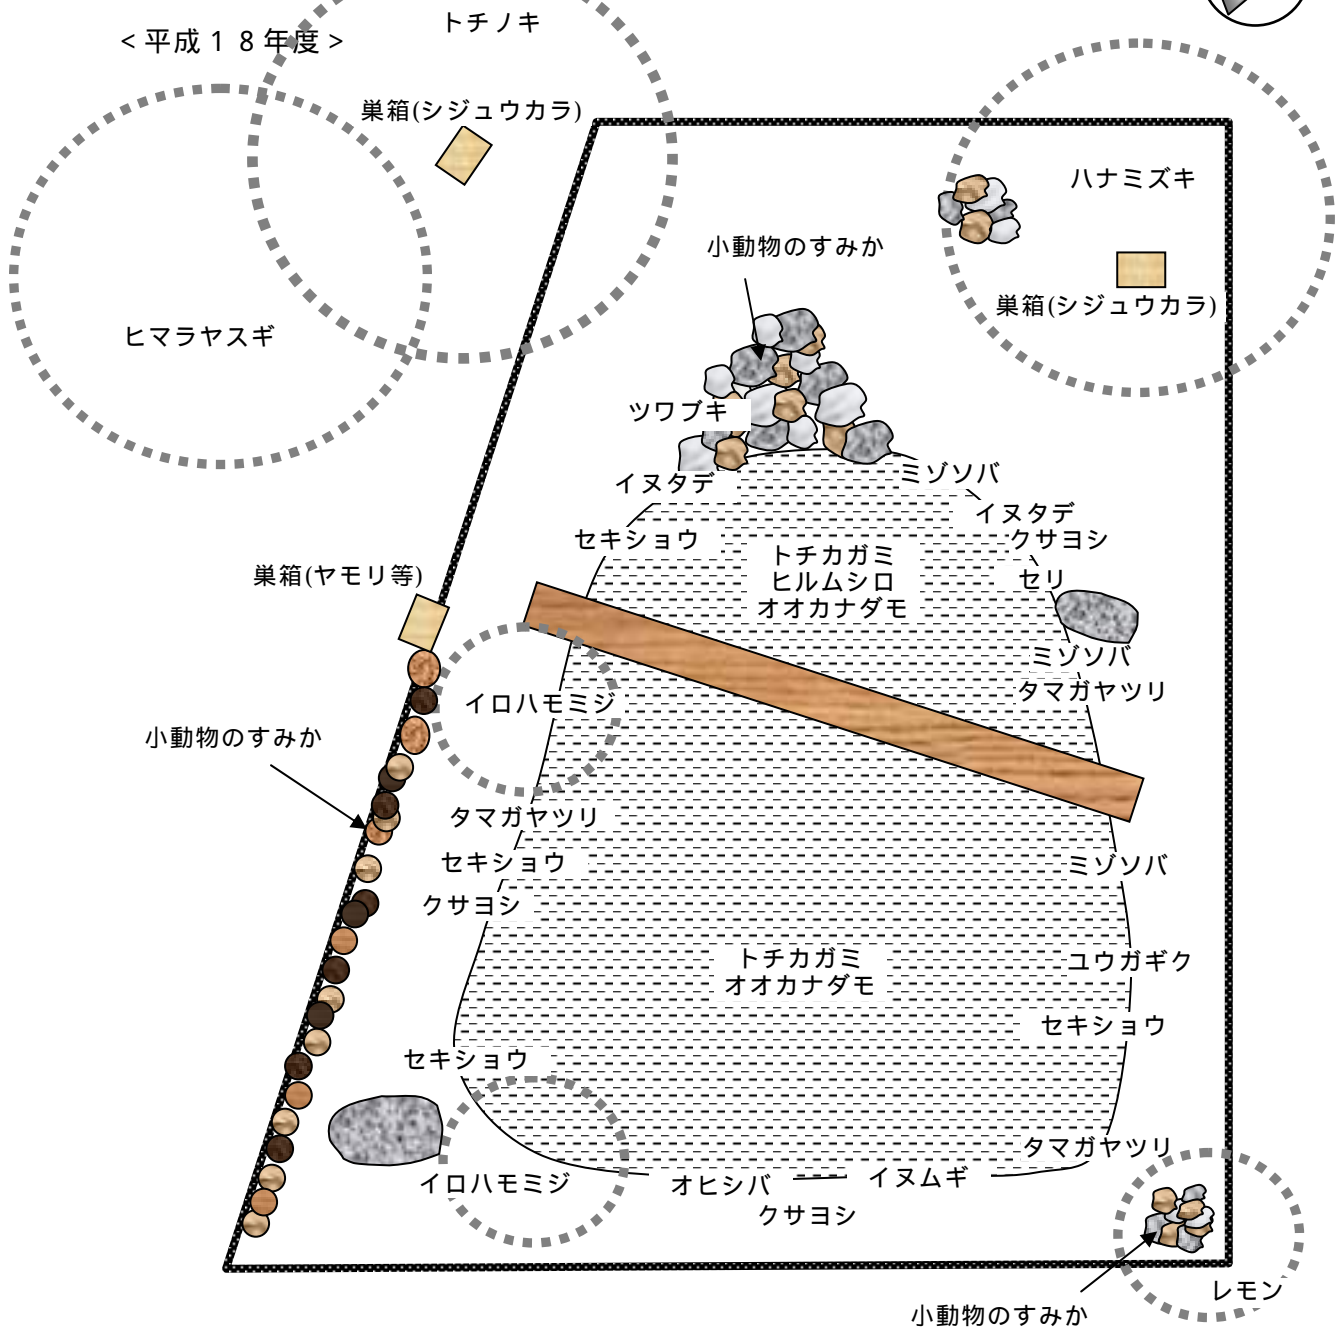 トチノキ
<平成１８年度>
巣箱(シジュウカラ)
ハナミズキ
小動物のすみか
巣箱(シジュウカラ)
ヒマラヤスギ
ツワブキ
ミゾソバ
イヌタデ
イヌタデ
セキショウ
クサヨシ
トチカガミ
ヒルムシロ
オオカナダモ
セリ
巣箱(ヤモリ等)
ミゾソバ
タマガヤツリ
イロハモミジ
小動物のすみか
タマガヤツリ
セキショウ
ミゾソバ
クサヨシ
トチカガミ
オオカナダモ
ユウガギク
セキショウ
セキショウ
タマガヤツリ
イロハモミジ
オヒシバ
イヌムギ
クサヨシ
レモン
小動物のすみか